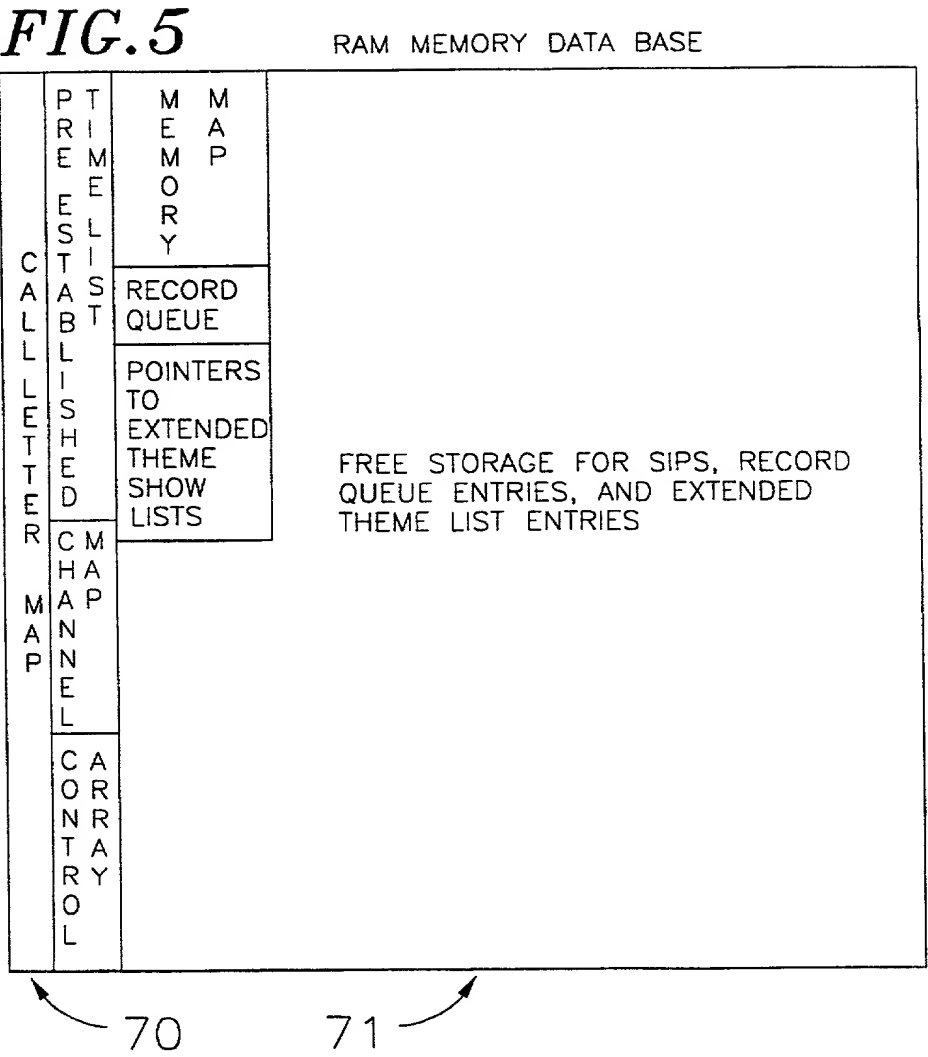 FIG.5
RAM MEMORY DATA BASE
CALL LETTER MAP
PRE ESTABLISHED
TIME LIST
CHANNEL
MAP
CONTROL
ARRAY
MEMORY
MAP
RECORD
QUEUE
POINTERS
TO
EXTENDED
THEME
SHOW
LISTS
FREE STORAGE FOR SIPS, RECORD
QUEUE ENTRIES, AND EXTENDED
THEME LIST ENTRIES
70
71